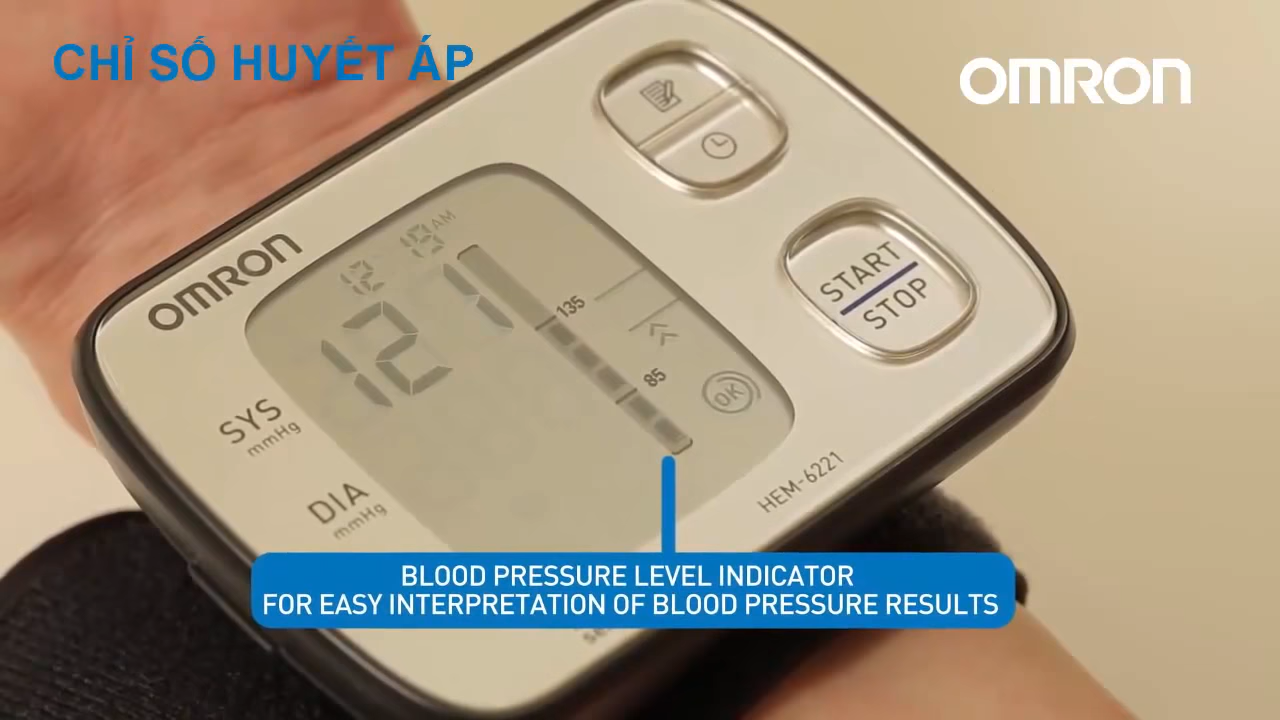 CHỈ SỐ HUYẾT ÁP
OMRON
OMRON
START
STOP
12 19 AM
121
135
85
OK
SYS
mmHg
DIA
mmHg
HEM-6221
BLOOD PRESSURE LEVEL INDICATOR
FOR EASY INTERPRETATION OF BLOOD PRESSURE RESULTS